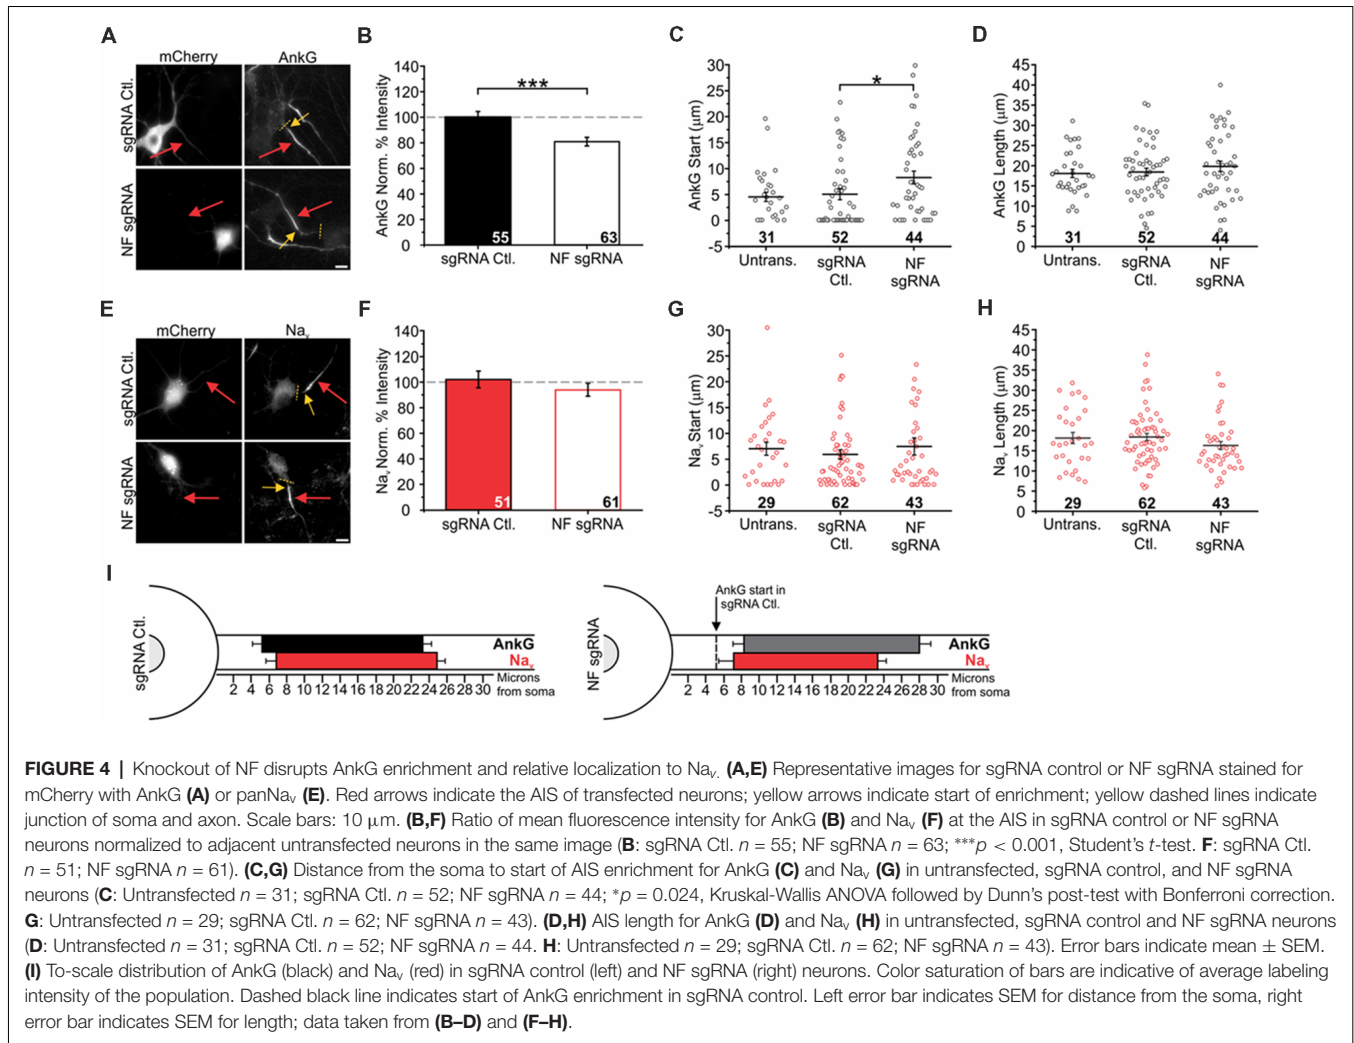 A
mCherry
AnkG
sgRNA Ctl.
NF sgRNA
B
AnkG Norm. % Intensity
140
120
100
80
60
40
20
0
***
55
63
sgRNA Ctl.
NF sgRNA
C
AnkG Start (μm)
30
25
20
15
10
5
0
-5
*
31
52
44
Untrans.
sgRNA
Ctl.
NF
sgRNA
D
AnkG Length (μm)
45
40
35
30
25
20
15
10
5
0
31
52
44
Untrans.
sgRNA
Ctl.
NF
sgRNA
E
mCherry
Nav
sgRNA Ctl.
NF sgRNA
F
Nav Norm. % Intensity
140
120
100
80
60
40
20
0
51
61
sgRNA Ctl.
NF sgRNA
G
Nav Start (μm)
30
25
20
15
10
5
0
-5
29
62
43
Untrans.
sgRNA
Ctl.
NF
sgRNA
H
Nav Length (μm)
45
40
35
30
25
20
15
10
5
0
29
62
43
Untrans.
sgRNA
Ctl.
NF
sgRNA
I
sgRNA Ctl.
AnkG
Nav
2 4 6 8 10 12 14 16 18 20 22 24 26 28 30
Microns
from soma
AnkG start in
sgRNA Ctl.
NF sgRNA
AnkG
Nav
2 4 6 8 10 12 14 16 18 20 22 24 26 28 30
Microns
from soma
FIGURE 4 | Knockout of NF disrupts AnkG enrichment and relative localization to Nav. (A,E) Representative images for sgRNA control or NF sgRNA stained for
mCherry with AnkG (A) or panNav (E). Red arrows indicate the AIS of transfected neurons; yellow arrows indicate start of enrichment; yellow dashed lines indicate
junction of soma and axon. Scale bars: 10 μm. (B,F) Ratio of mean fluorescence intensity for AnkG (B) and Nav (F) at the AIS in sgRNA control or NF sgRNA
neurons normalized to adjacent untransfected neurons in the same image (B: sgRNA Ctl. n = 55; NF sgRNA n = 63; ***p < 0.001, Student's t-test. F: sgRNA Ctl.
n = 51; NF sgRNA n = 61). (C,G) Distance from the soma to start of AIS enrichment for AnkG (C) and Nav (G) in untransfected, sgRNA control, and NF sgRNA
neurons (C: Untransfected n = 31; sgRNA Ctl. n = 52; NF sgRNA n = 44; *p = 0.024, Kruskal-Wallis ANOVA followed by Dunn's post-test with Bonferroni correction.
G: Untransfected n = 29; sgRNA Ctl. n = 62; NF sgRNA n = 43). (D,H) AIS length for AnkG (D) and Nav (H) in untransfected, sgRNA control and NF sgRNA neurons
(D: Untransfected n = 31; sgRNA Ctl. n = 52; NF sgRNA n = 44. H: Untransfected n = 29; sgRNA Ctl. n = 62; NF sgRNA n = 43). Error bars indicate mean ± SEM.
(I) To-scale distribution of AnkG (black) and Nav (red) in sgRNA control (left) and NF sgRNA (right) neurons. Color saturation of bars are indicative of average labeling
intensity of the population. Dashed black line indicates start of AnkG enrichment in sgRNA control. Left error bar indicates SEM for distance from the soma, right
error bar indicates SEM for length; data taken from (B–D) and (F–H).